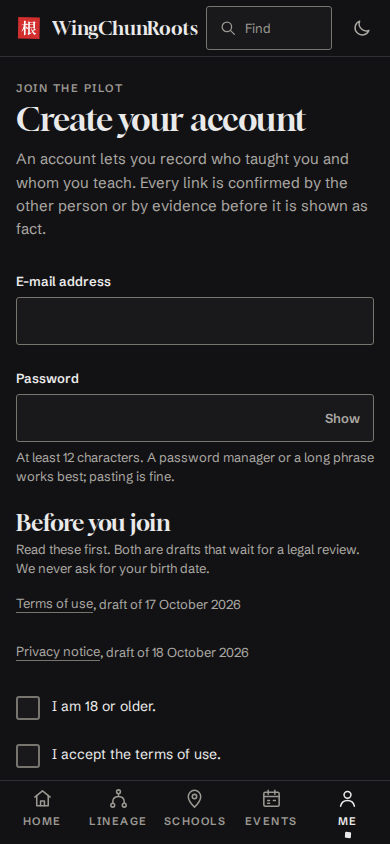 根 WingChunRoots Find
JOIN THE PILOT
Create your account
An account lets you record who taught you and
whom you teach. Every link is confirmed by the
other person or by evidence before it is shown as
fact.
E-mail address
Password
Show
At least 12 characters. A password manager or a long phrase
works best; pasting is fine.
Before you join
Read these first. Both are drafts that wait for a legal review.
We never ask for your birth date.
Terms of use, draft of 17 October 2026
Privacy notice, draft of 18 October 2026
I am 18 or older.
I accept the terms of use.
HOME LINEAGE SCHOOLS EVENTS ME